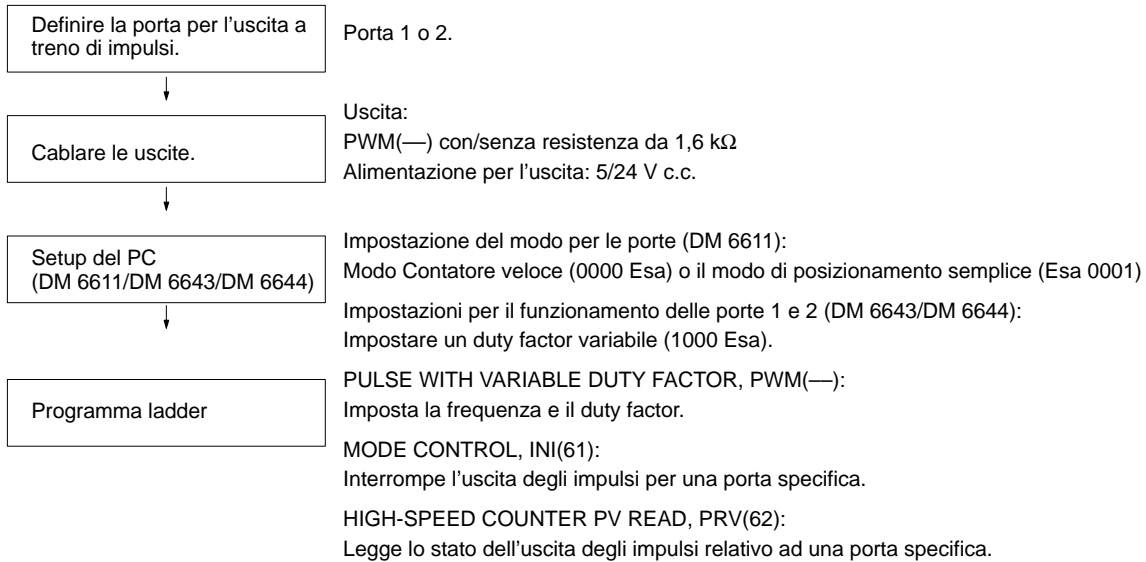 Definire la porta per l'uscita a
treno di impulsi.
Porta 1 o 2.
Cablare le uscite.
Uscita:
PWM(––) con/senza resistenza da 1,6 kΩ
Alimentazione per l'uscita: 5/24 V c.c.
Setup del PC
(DM 6611/DM 6643/DM 6644)
Impostazione del modo per le porte (DM 6611):
Modo Contatore veloce (0000 Esa) o il modo di posizionamento semplice (Esa 0001)
Impostazioni per il funzionamento delle porte 1 e 2 (DM 6643/DM 6644):
Impostare un duty factor variabile (1000 Esa).
Programma ladder
PULSE WITH VARIABLE DUTY FACTOR, PWM(––):
Imposta la frequenza e il duty factor.
MODE CONTROL, INI(61):
Interrompe l'uscita degli impulsi per una porta specifica.
HIGH-SPEED COUNTER PV READ, PRV(62):
Legge lo stato dell'uscita degli impulsi relativo ad una porta specifica.